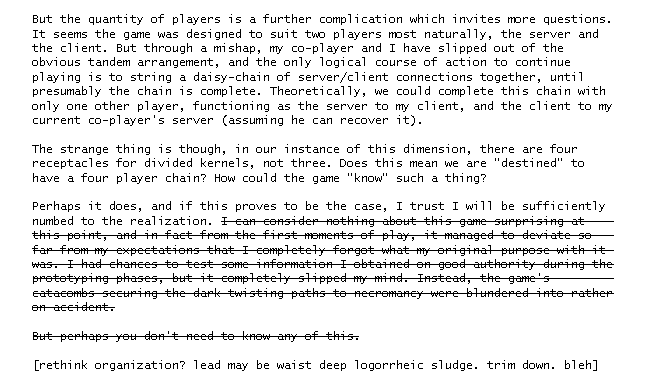 But the quantity of players is a further complication which invites more questions.
It seems the game was designed to suit two players most naturally, the server and
the client. But through a mishap, my co-player and I have slipped out of the
obvious tandem arrangement, and the only logical course of action to continue
playing is to string a daisy-chain of server/client connections together, until
presumably the chain is complete. Theoretically, we could complete this chain with
only one other player, functioning as the server to my client, and the client to my
current co-player's server (assuming he can recover it).

The strange thing is though, in our instance of this dimension, there are four
receptacles for divided kernels, not three. Does this mean we are "destined" to
have a four player chain? How could the game "know" such a thing?

Perhaps it does, and if this proves to be the case, I trust I will be sufficiently
numbed to the realization. I can consider nothing about this game surprising at
this point, and in fact from the first moments of play, it managed to deviate so
far from my expectations that I completely forgot what my original purpose with it
was. I had chances to test some information I obtained on good authority during the
prototyping phases, but it completely slipped my mind. Instead, the game's
catacombs securing the dark twisting paths to necromancy were blundered into rather
on accident.

But perhaps you don't need to know any of this.

[rethink organization? lead may be waist deep logorrheic sludge. trim down. bleh]